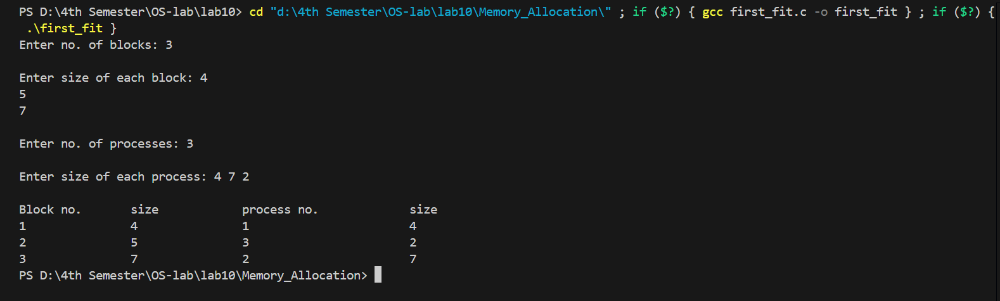 PS D:\4th Semester\OS-lab\lab10> cd "d:\4th Semester\OS-lab\lab10\Memory_Allocation\" ; if ($?) { gcc first_fit.c -o first_fit } ; if ($?) {
.\first_fit }
Enter no. of blocks: 3
Enter size of each block: 4
5
7
Enter no. of processes: 3
Enter size of each process: 4 7 2
Block no. size process no. size
1 4 1 4
2 5 3 2
3 7 2 7
PS D:\4th Semester\OS-lab\lab10\Memory_Allocation>